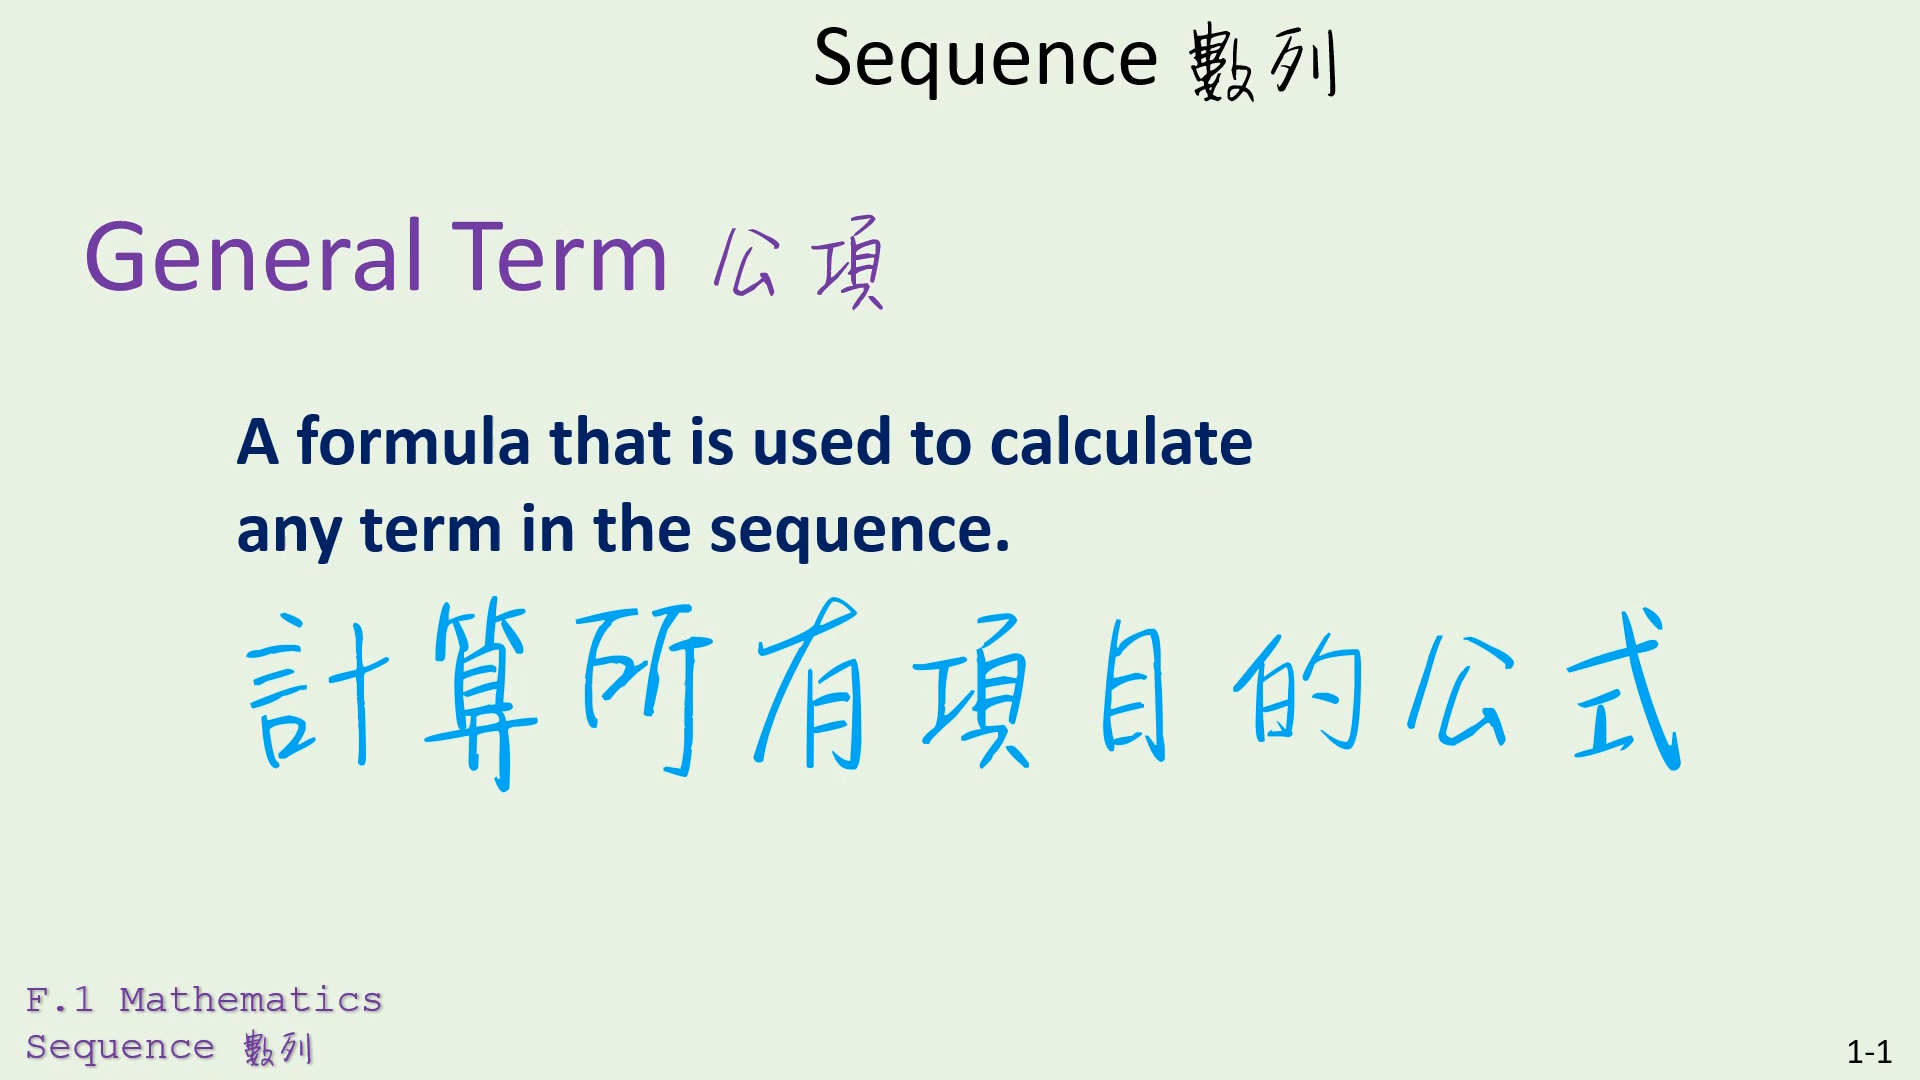 Sequence 數列
General Term 公項
A formula that is used to calculate
any term in the sequence.
計算所有項目的公式
F.1 Mathematics
Sequence 數列
1-1